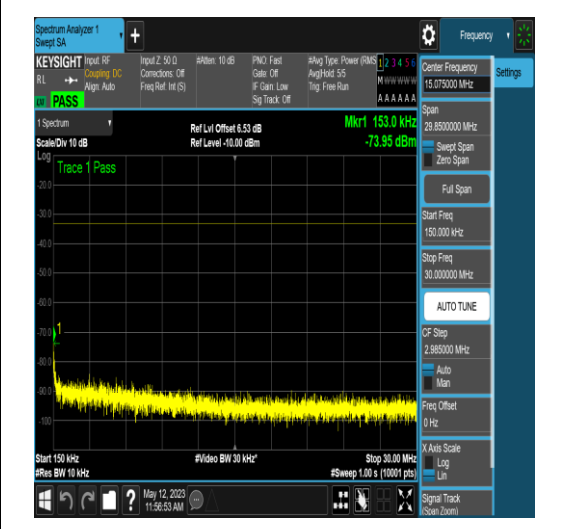 Spectrum Analyzer 1
Swept SA
Frequency
KEYSIGHT
RL
PASS
Input: RF
Coupling: DC
Align: Auto
Input Z: 50 Ω
Corrections: Off
Freq Ref: Int (S)
#Atten: 10 dB
PNO: Fast
Gate: Off
IF Gain: Low
Sig Track: Off
#Avg Type: Power (RMS
Avg|Hold: 5/5
Trig: Free Run
1 2 3 4 5 6
M W W W W W
A A A A A A
Center Frequency
15.075000 MHz
Settings
Span
29.8500000 MHz
Swept Span
Zero Span
Full Span
Start Freq
150.000 kHz
Stop Freq
30.000000 MHz
AUTO TUNE
CF Step
2.985000 MHz
Auto
Man
Freq Offset
0 Hz
X Axis Scale
Log
Lin
Signal Track
(Span Zoom)
1 Spectrum
Scale/Div 10 dB
Ref Lvl Offset 6.53 dB
Ref Level -10.00 dBm
Mkr1 153.0 kHz
-73.95 dBm
Log
Trace 1 Pass
-20.0
-30.0
-40.0
-50.0
-60.0
-70.0
1
-80.0
-90.0
-100
Start 150 kHz
#Res BW 10 kHz
#Video BW 30 kHz*
Stop 30.00 MHz
#Sweep 1.00 s (10001 pts)
?
May 12, 2023
11:56:53 AM